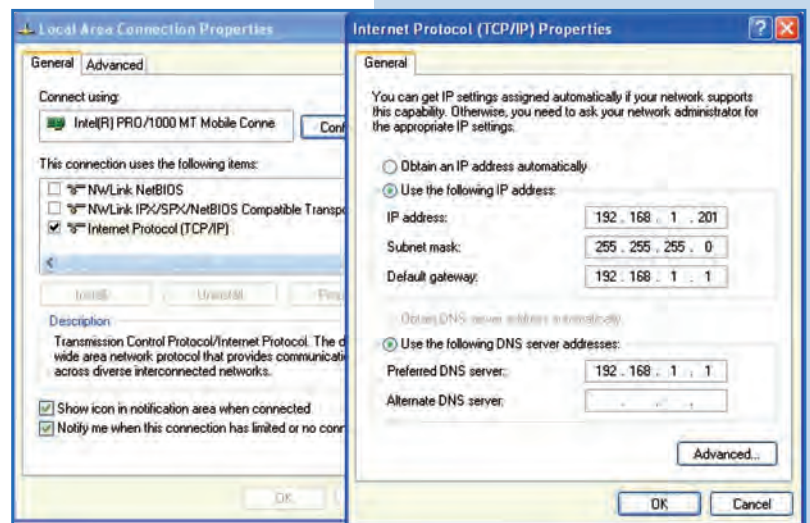 Local Area Connection Properties
General Advanced
Connect using:
Intel(R) PRO/1000 MT Mobile Conne
Conf
This connection uses the following items:
NWLink NetBIOS
NWLink IPX/SPX/NetBIOS Compatible Transpo
Internet Protocol (TCP/IP)
Install
Uninstall
Description
Transmission Control Protocol/Internet Protocol. The d
wide area network protocol that provides communicati
across diverse interconnected networks.
Show icon in notification area when connected
Notify me when this connection has limited or no conn
OK
Internet Protocol (TCP/IP) Properties
General
You can get IP settings assigned automatically if your network supports
this capability. Otherwise, you need to ask your network administrator for
the appropriate IP settings.
Obtain an IP address automatically
Use the following IP address:
IP address: 192 . 168 . 1 . 201
Subnet mask: 255 . 255 . 255 . 0
Default gateway: 192 . 168 . 1 . 1
Obtain DNS server address automatically
Use the following DNS server addresses:
Preferred DNS server: 192 . 168 . 1 . 1
Alternate DNS server: . . .
Advanced...
OK Cancel